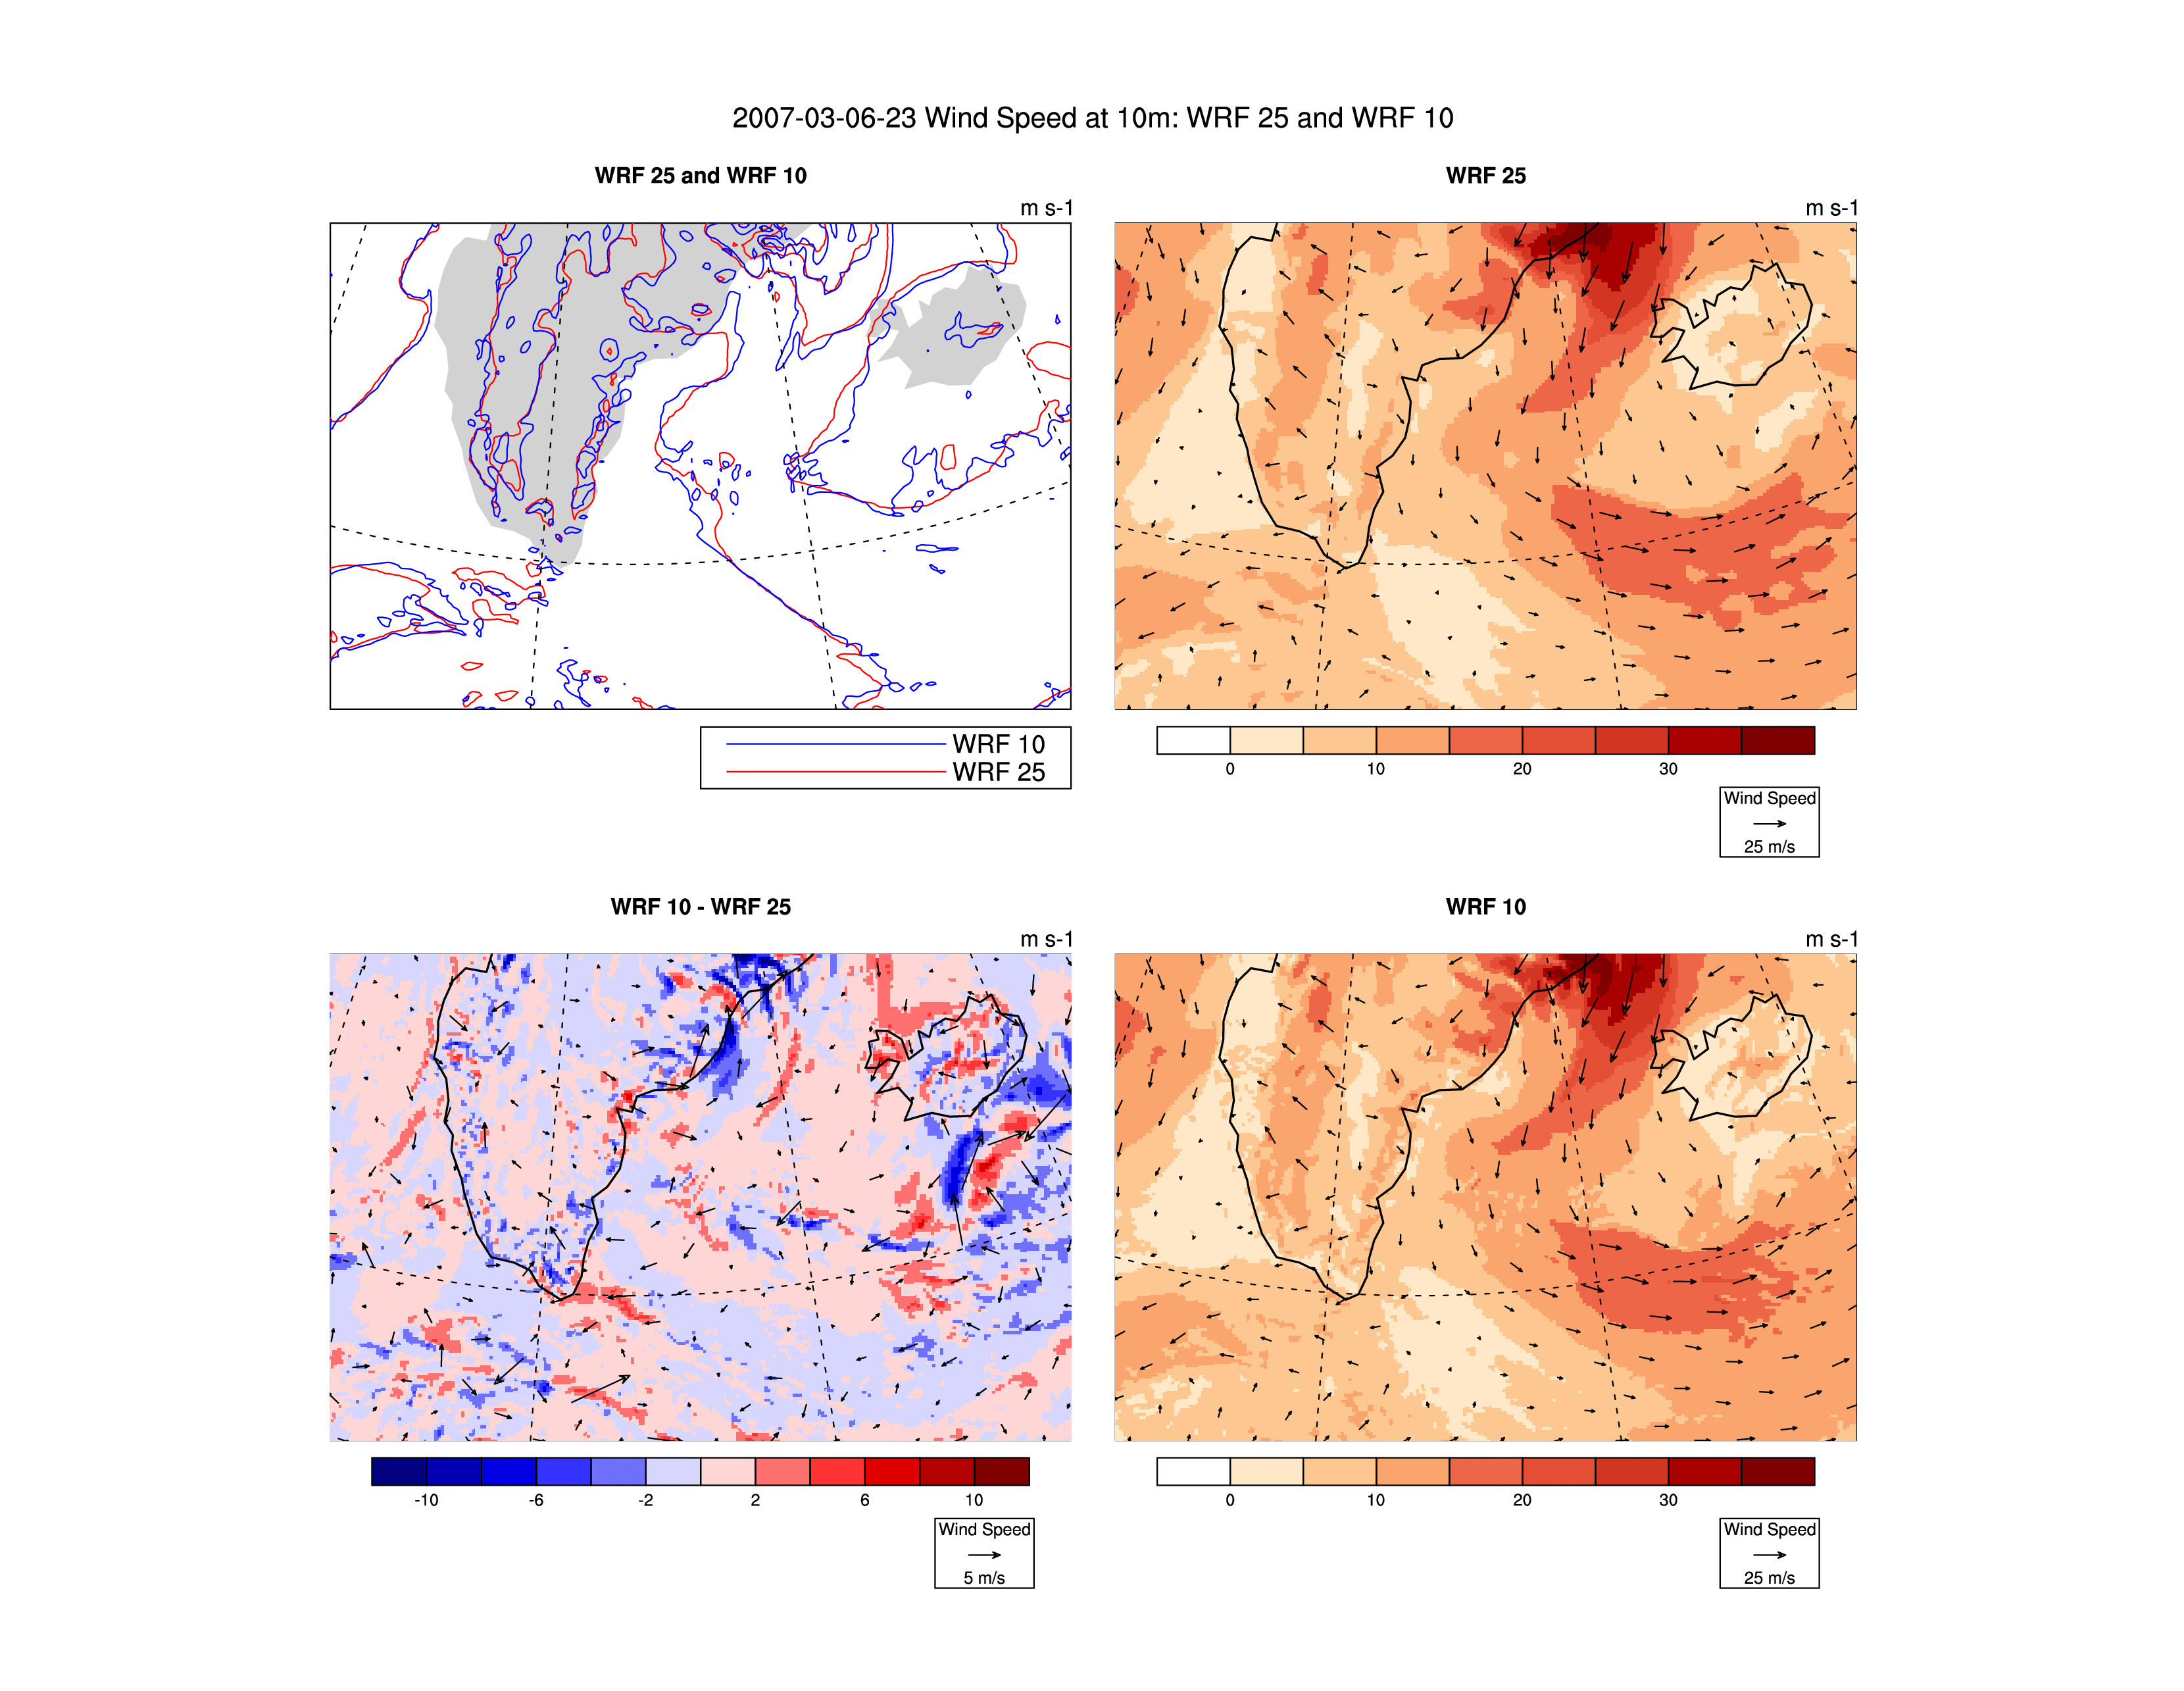 2007-03-06-23 Wind Speed at 10m: WRF 25 and WRF 10
WRF 25 and WRF 10
m s-1
WRF 10
WRF 25
WRF 25
m s-1
0 10 20 30
Wind Speed
25 m/s
WRF 10 - WRF 25
m s-1
-10 -6 -2 2 6 10
Wind Speed
5 m/s
WRF 10
m s-1
0 10 20 30
Wind Speed
25 m/s